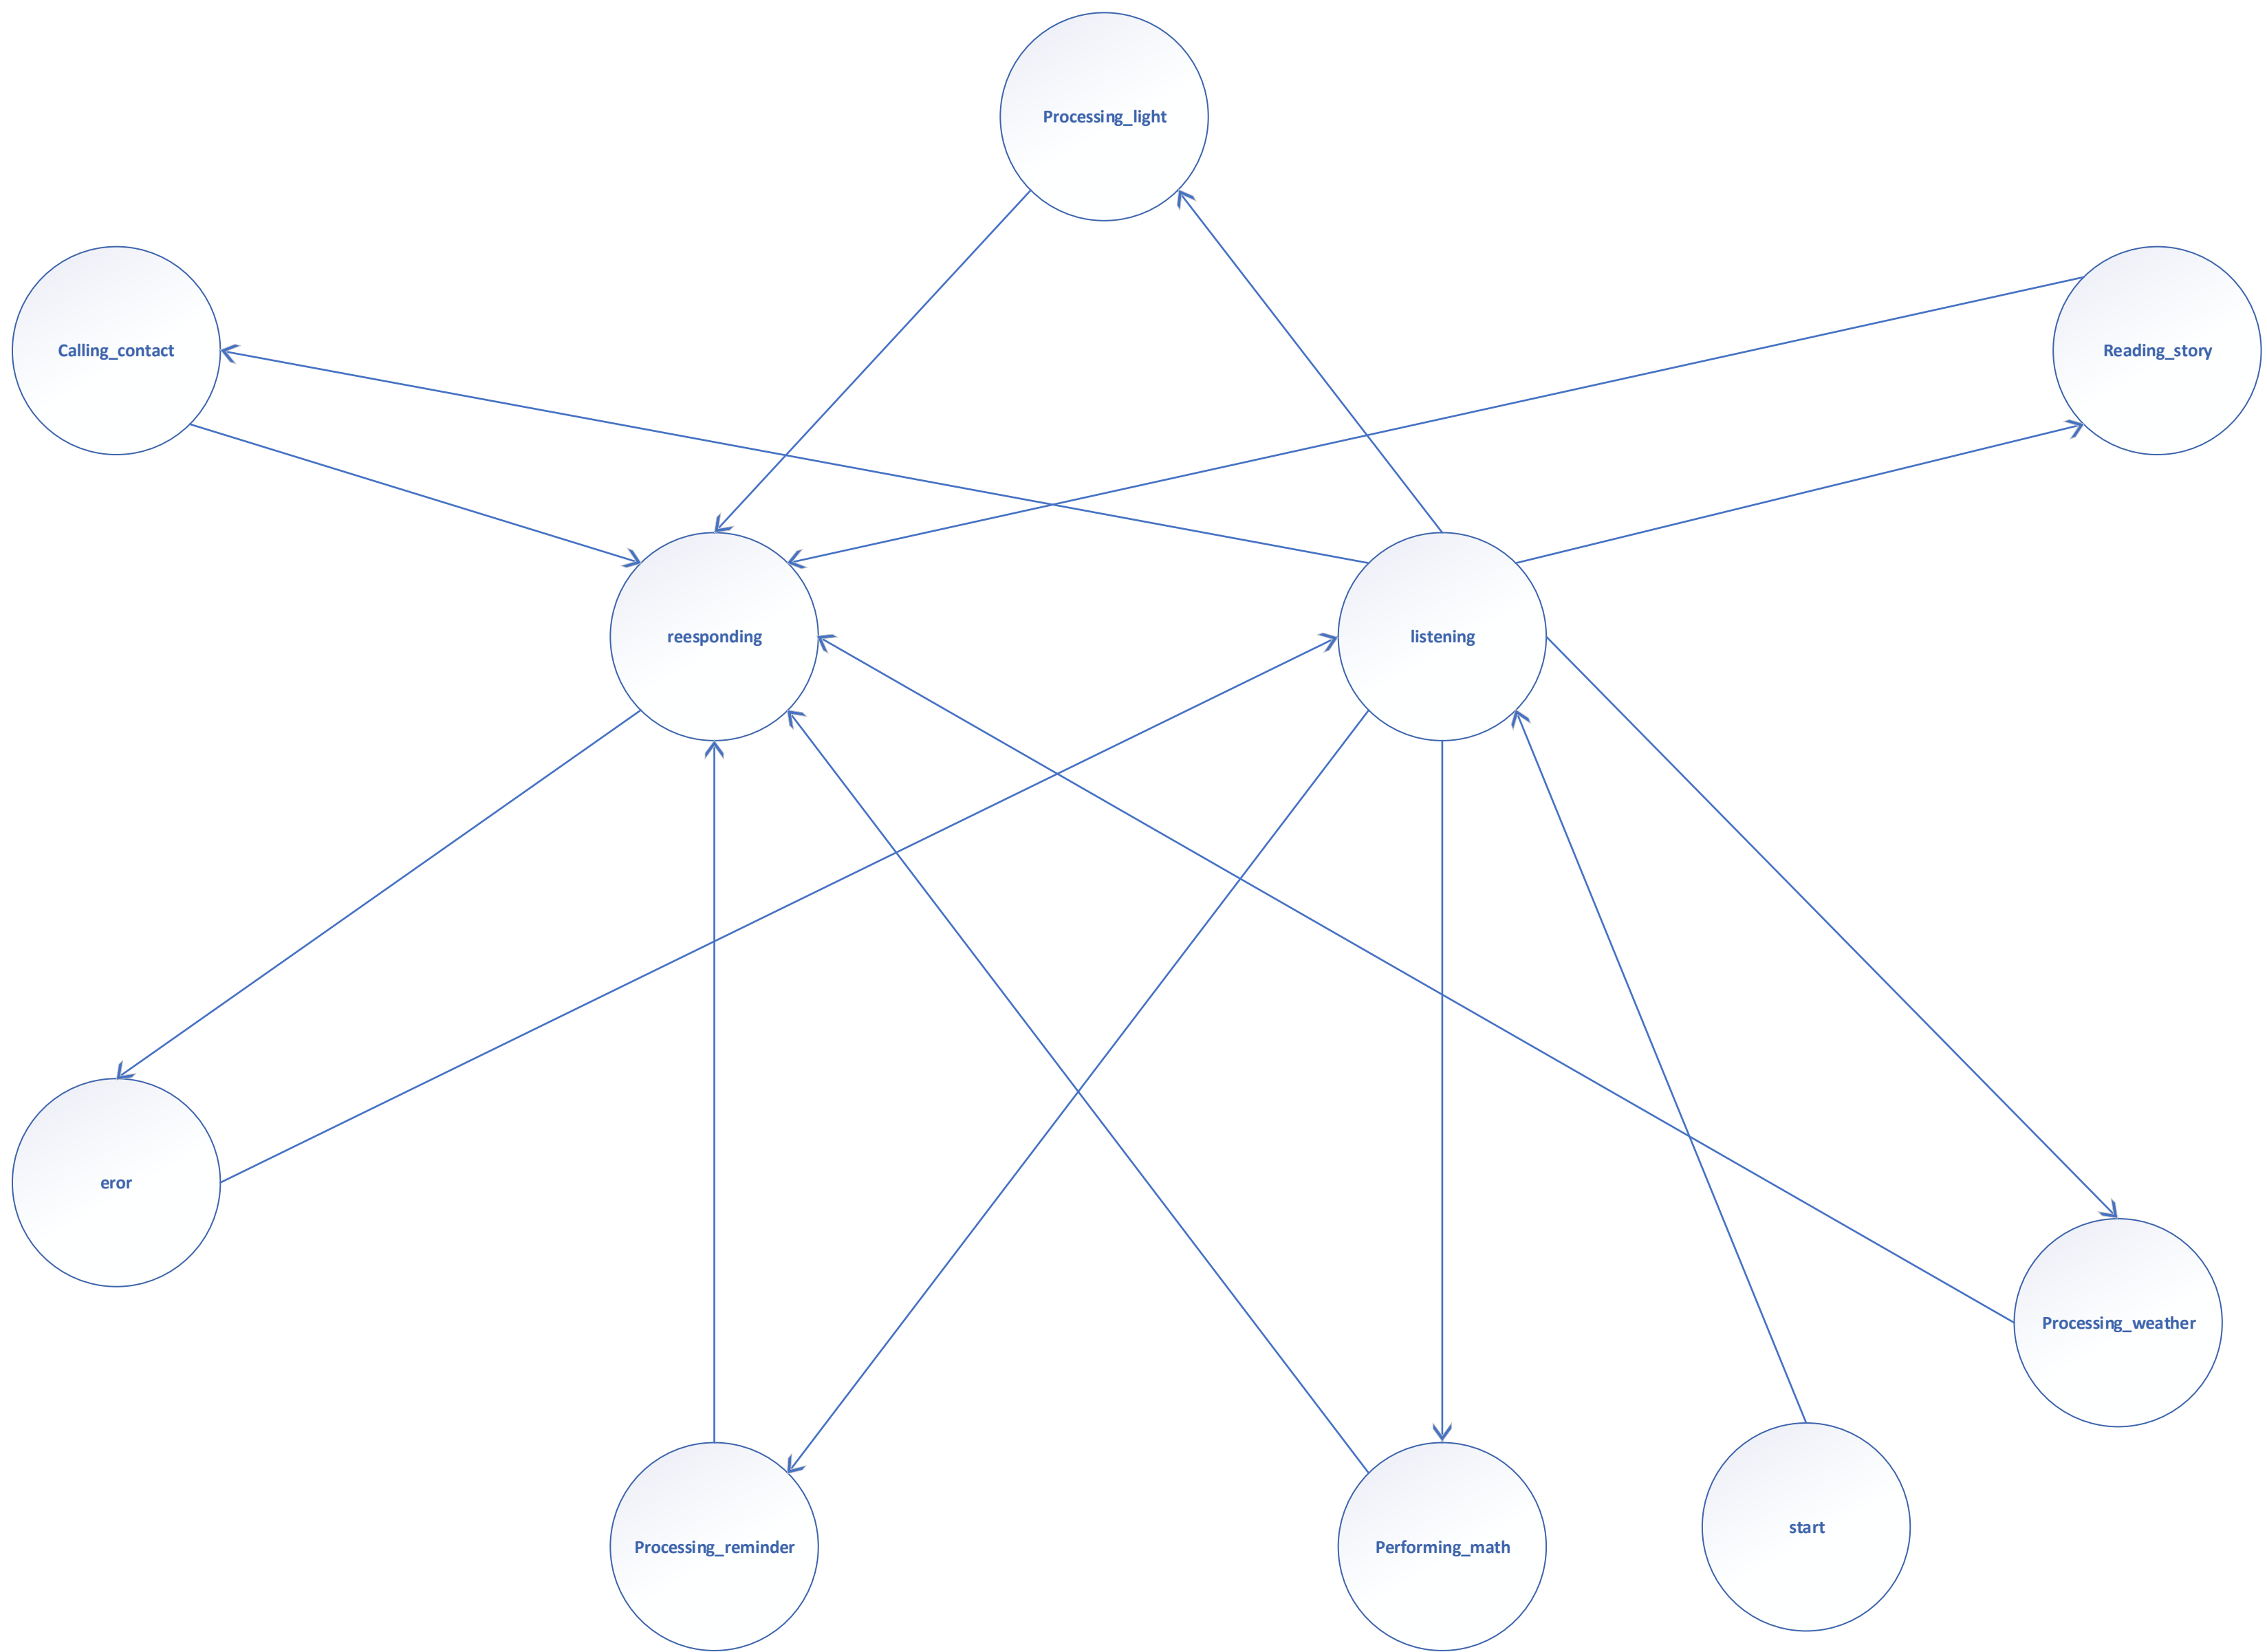 Processing_light
Calling_contact
Reading_story
reesponding
listening
eror
Processing_weather
start
Processing_reminder
Performing_math